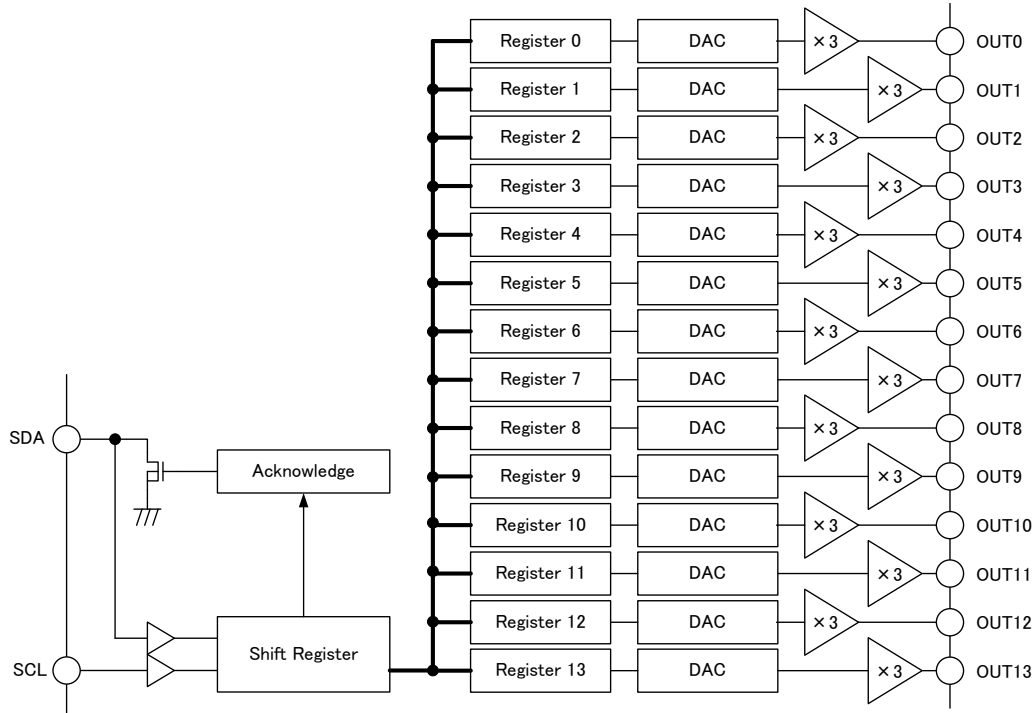 Register 0 DAC ×3 OUT0
Register 1 DAC ×3 OUT1
Register 2 DAC ×3 OUT2
Register 3 DAC ×3 OUT3
Register 4 DAC ×3 OUT4
Register 5 DAC ×3 OUT5
Register 6 DAC ×3 OUT6
Register 7 DAC ×3 OUT7
SDA Register 8 DAC ×3 OUT8
Acknowledge Register 9 DAC ×3 OUT9
Register 10 DAC ×3 OUT10
Register 11 DAC ×3 OUT11
Register 12 DAC ×3 OUT12
SCL Shift Register Register 13 DAC ×3 OUT13